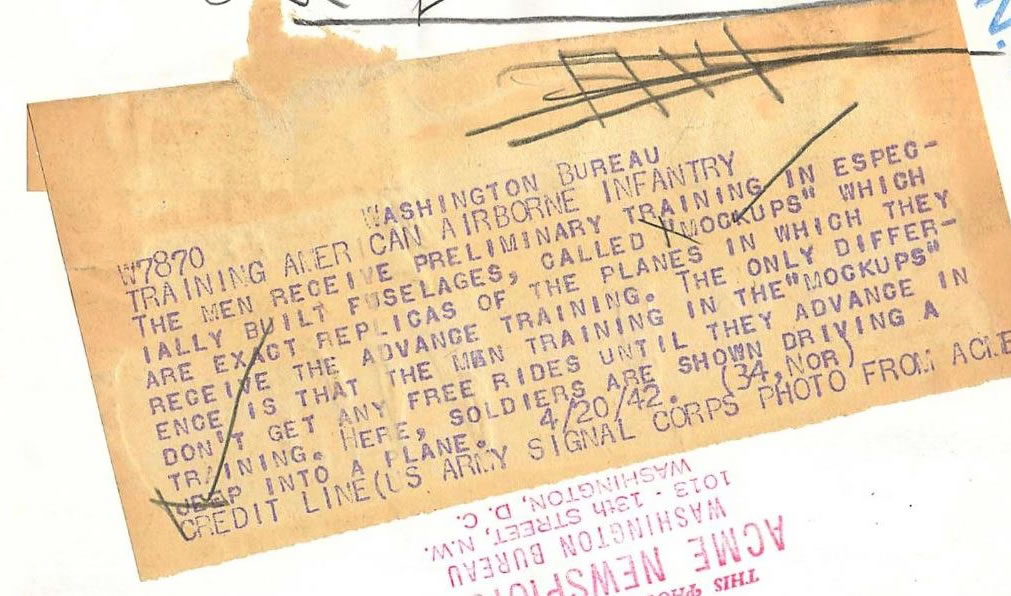 WASHINGTON BUREAU
W7870
TRAINING AMERICAN AIRBORNE INFANTRY
THE MEN RECEIVE PRELIMINARY TRAINING IN ESPEC-
IALLY BUILT FUSELAGES, CALLED "MOCKUPS" WHICH
ARE EXACT REPLICAS OF THE PLANES IN WHICH THEY
RECEIVE THE ADVANCE TRAINING. THE ONLY DIFFER-
ENCE IS THAT THE MEN TRAINING IN THE"MOCKUPS"
DON'T GET ANY FREE RIDES UNTIL THEY ADVANCE IN
TRAINING. HERE, SOLDIERS ARE SHOWN DRIVING A
JEEP INTO A PLANE. 4/20/42. (34,NOR)
CREDIT LINE(US ARMY SIGNAL CORPS PHOTO FROM ACME
THIS
ACME
WASHINGTON BUREAU
1013 - 13th STREET, N.W.
WASHINGTON, D. C.